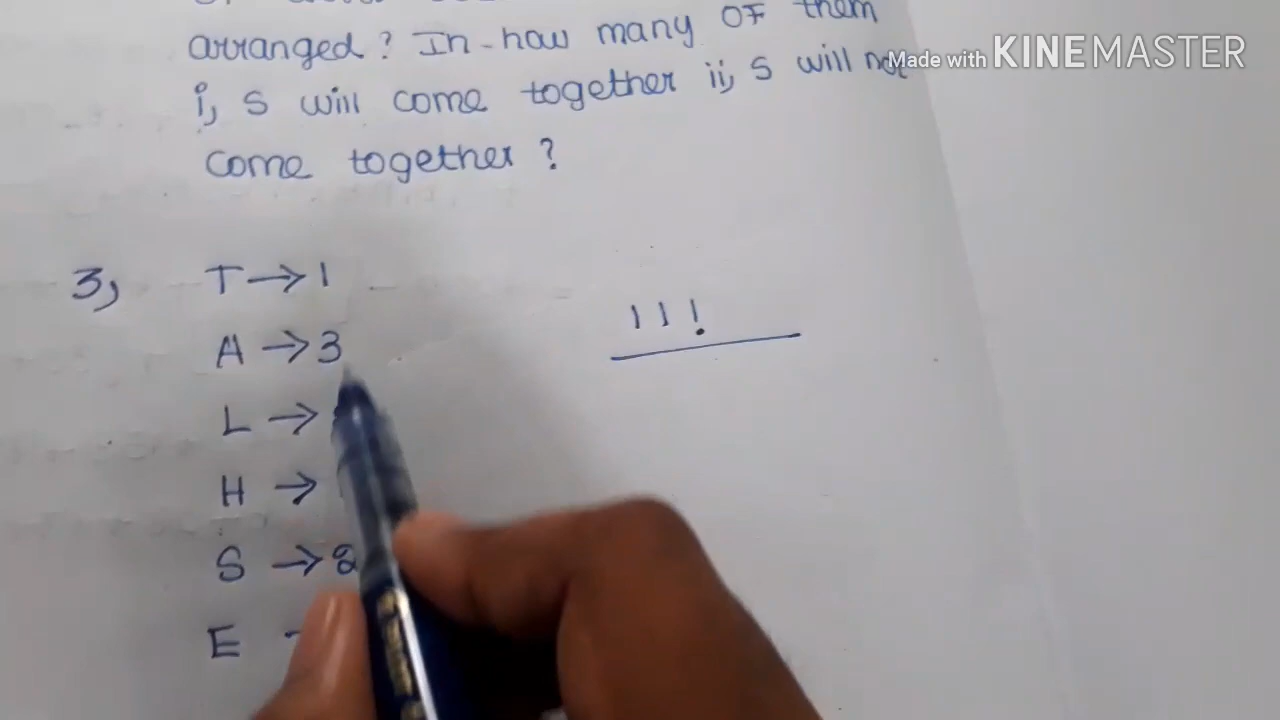 OF them
arranged? In how many
Made with KINEMASTER
i, S will come together ii, S will not
come together ?
3, T → 1
11!
A → 3
L →
H →
S → 2
E